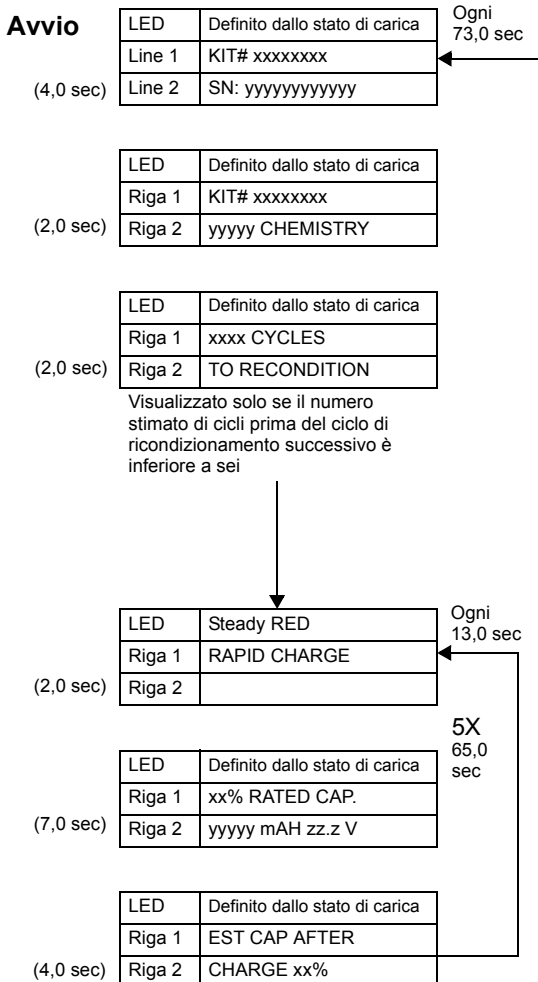 Avvio
LED Definito dallo stato di carica
Ogni
73,0 sec
Line 1 KIT# xxxxxxxx
(4,0 sec) Line 2 SN: yyyyyyyyyyyy
LED Definito dallo stato di carica
Riga 1 KIT# xxxxxxxx
(2,0 sec) Riga 2 yyyyy CHEMISTRY
LED Definito dallo stato di carica
Riga 1 xxxx CYCLES
(2,0 sec) Riga 2 TO RECONDITION
Visualizzato solo se il numero
stimato di cicli prima del ciclo di
ricondizionamento successivo è
inferiore a sei
LED Steady RED
Ogni
13,0 sec
Riga 1 RAPID CHARGE
(2,0 sec) Riga 2
5X
65,0
sec
LED Definito dallo stato di carica
Riga 1 xx% RATED CAP.
(7,0 sec) Riga 2 yyyyy mAH zz.z V
LED Definito dallo stato di carica
Riga 1 EST CAP AFTER
(4,0 sec) Riga 2 CHARGE xx%